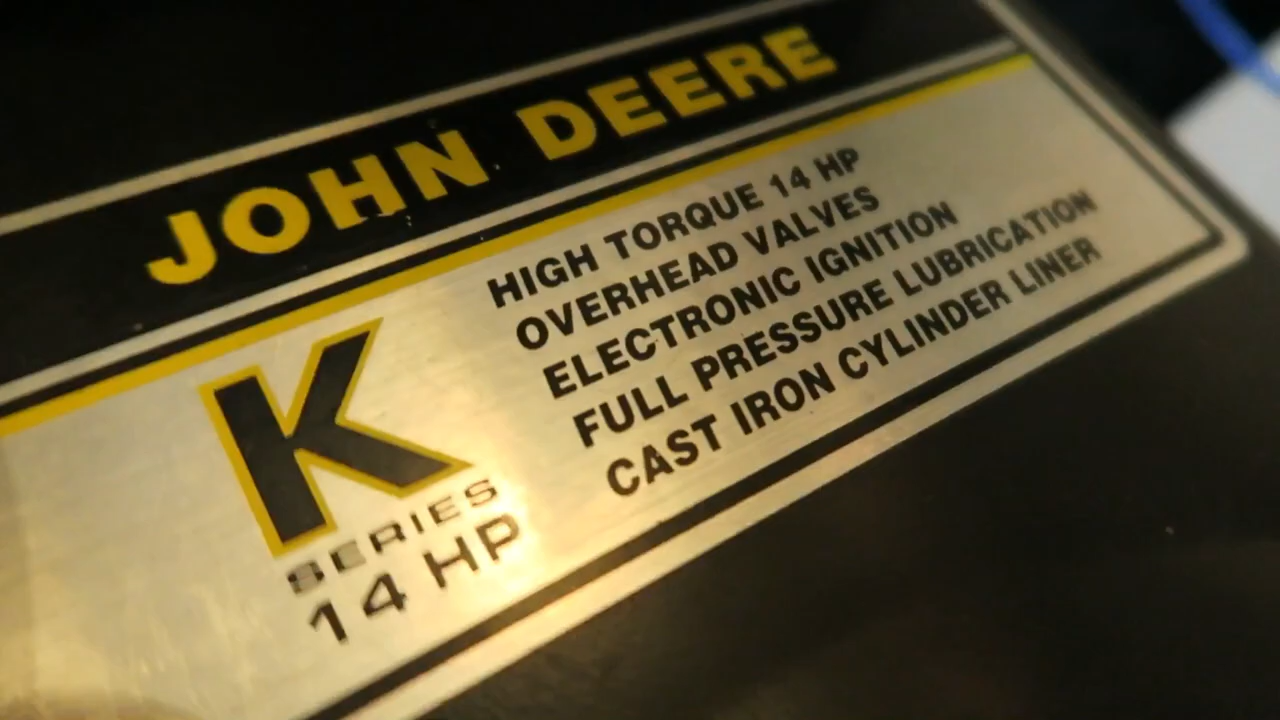 JOHN DEERE
K
SERIES
14 HP
HIGH TORQUE 14 HP
OVERHEAD VALVES
ELECTRONIC IGNITION
FULL PRESSURE LUBRICATION
CAST IRON CYLINDER LINER